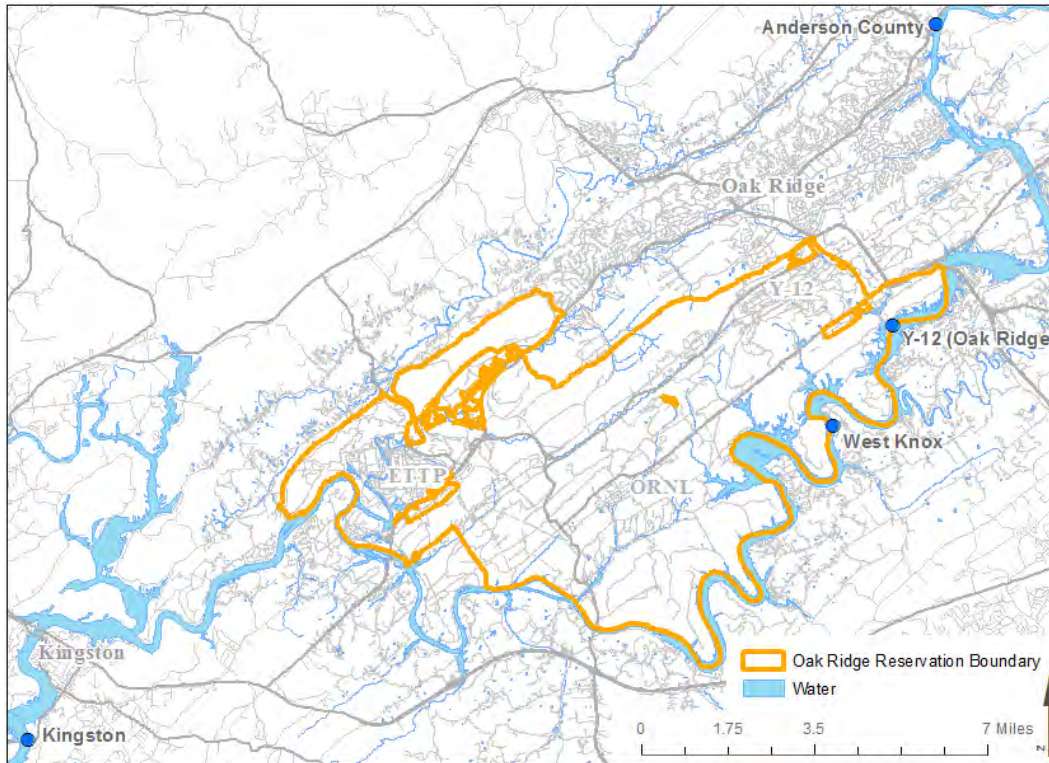 Anderson County
Oak Ridge
Y-12
Y-12 (Oak Ridge
West Knox
ETTP
ORNL
Kingston
Kingston
Oak Ridge Reservation Boundary
Water
0 1.75 3.5 7 Miles
N